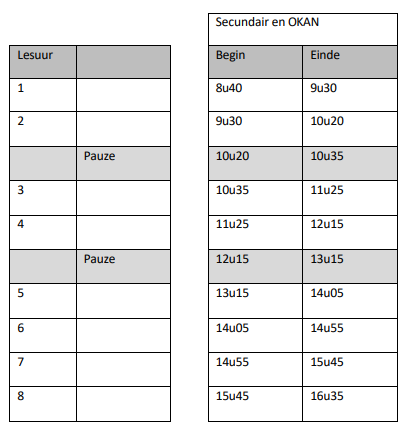 Secundair en OKAN
Lesuur Begin Einde
1 8u40 9u30
2 9u30 10u20
Pauze 10u20 10u35
3 10u35 11u25
4 11u25 12u15
Pauze 12u15 13u15
5 13u15 14u05
6 14u05 14u55
7 14u55 15u45
8 15u45 16u35